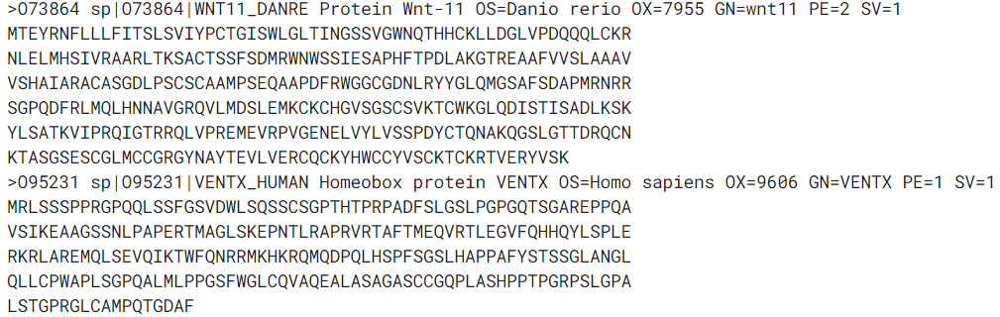 >O73864 sp|O73864|WNT11_DANRE Protein Wnt-11 OS=Danio rerio OX=7955 GN=wnt11 PE=2 SV=1
MTEYRNFLLLFITSLSVIYPCTGISWLGLTINGSSVGWNQTHHCKLLDGLVPDQQQLCKR
NLELMHSIVRAARLTKSACTSSFSDMRWNWSSIESAPHFTPDLAKGTREAAFVVSLAAAV
VSHAIARACASGDLPSCSCAAMPSEQAAPDFRWGGCGDNLRYYGLQMGSAFSDAPMRNRR
SGPQDFRLMQLHNNAVGRQVLMDSLEMKCKCHGVSGSCSVKTCWKGLQDISTISADLKSK
YLSATKVIPRQIGTRRQLVPREMEVRPVGENELVYLVSSPDYCTQNAKQGSLGTTDRQCN
KTASGSESCGLMCCGRGYNAYTEVLVERCQCKYHWCCYVSCKTCKRTVERYVSK
>O95231 sp|O95231|VENTX_HUMAN Homeobox protein VENTX OS=Homo sapiens OX=9606 GN=VENTX PE=1 SV=1
MRLSSSPPRGPQQLSSFGSVDWLSQSSCSGPTHTPRPADFSLGSLPGPGQTSGAREPPQA
VSIKEAAGSSNLPAPERTMAGLSKEPNTLRAPRVRTAFTMEQVRTLEGVFQHHQYLSPLE
RKRLAREMQLSEVQIKTWFQNRRMKHKRQMQDPQLHSPFSGSLHAPPAFYSTSSGLANGL
QLLCPWAPLSGPQALMLPPGSFWGLCQVAQEALASAGASCCGQPLASHPPTPGRPSLGPA
LSTGPRGLCAMPQTGDAF